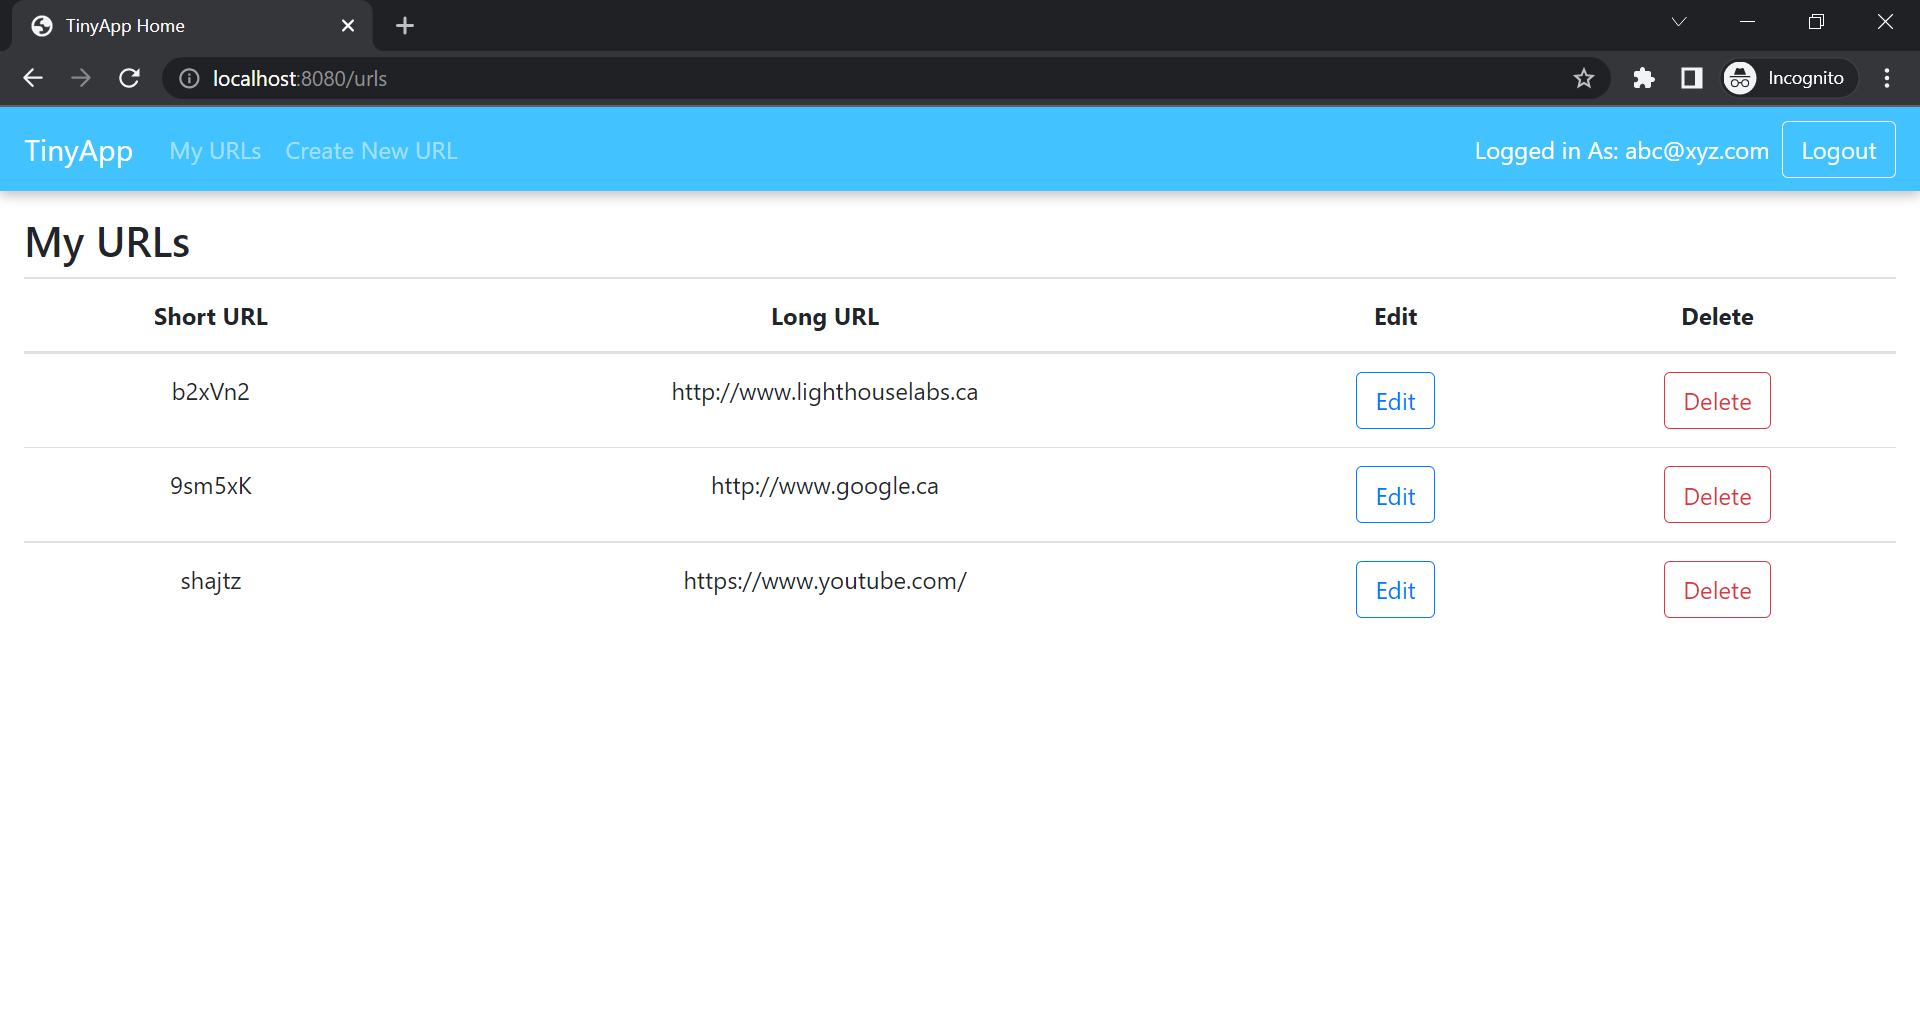 TinyApp Home
localhost:8080/urls
Incognito
TinyApp My URLs Create New URL Logged in As: abc@xyz.com Logout
My URLs
Short URL Long URL Edit Delete
b2xVn2 http://www.lighthouselabs.ca Edit Delete
9sm5xK http://www.google.ca Edit Delete
shajtz https://www.youtube.com/ Edit Delete